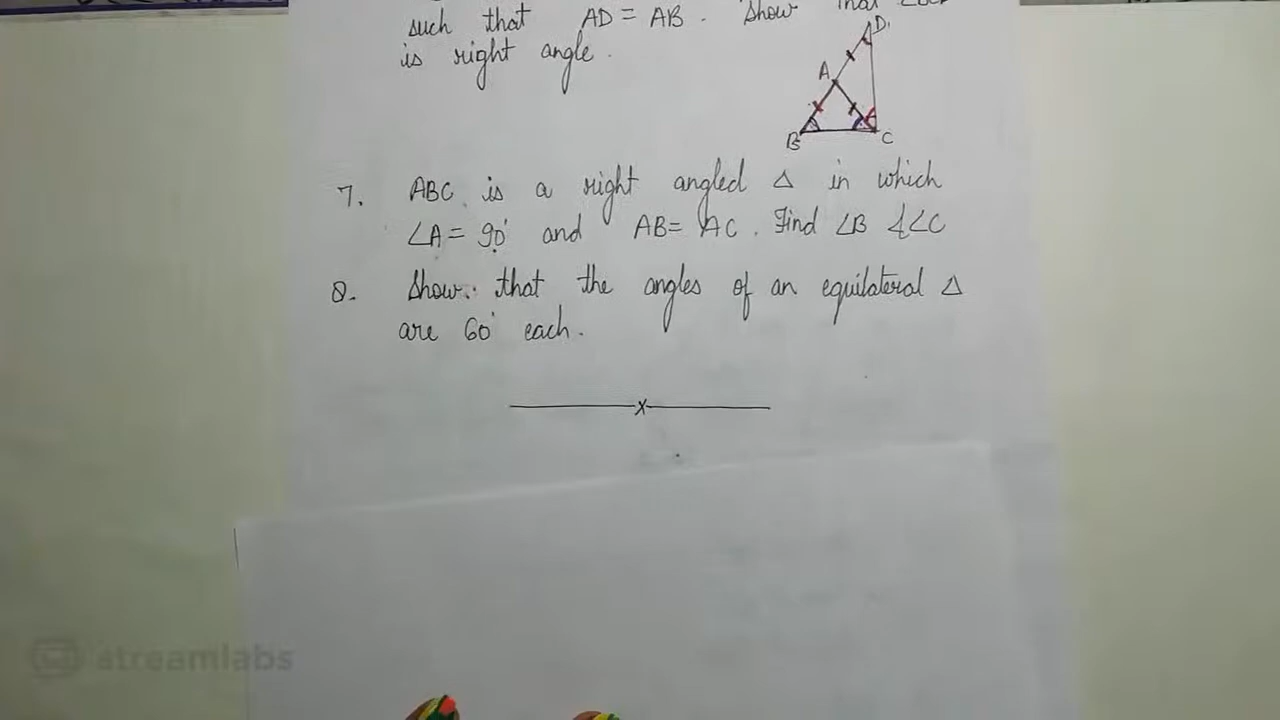 such that AD = AB. Show that
is right angle.
D
A
B
C
7. ABC is a right angled △ in which
∠A = 90° and AB = AC. Find ∠B & ∠C
8. Show that the angles of an equilateral △
are 60° each.
x
streamlabs